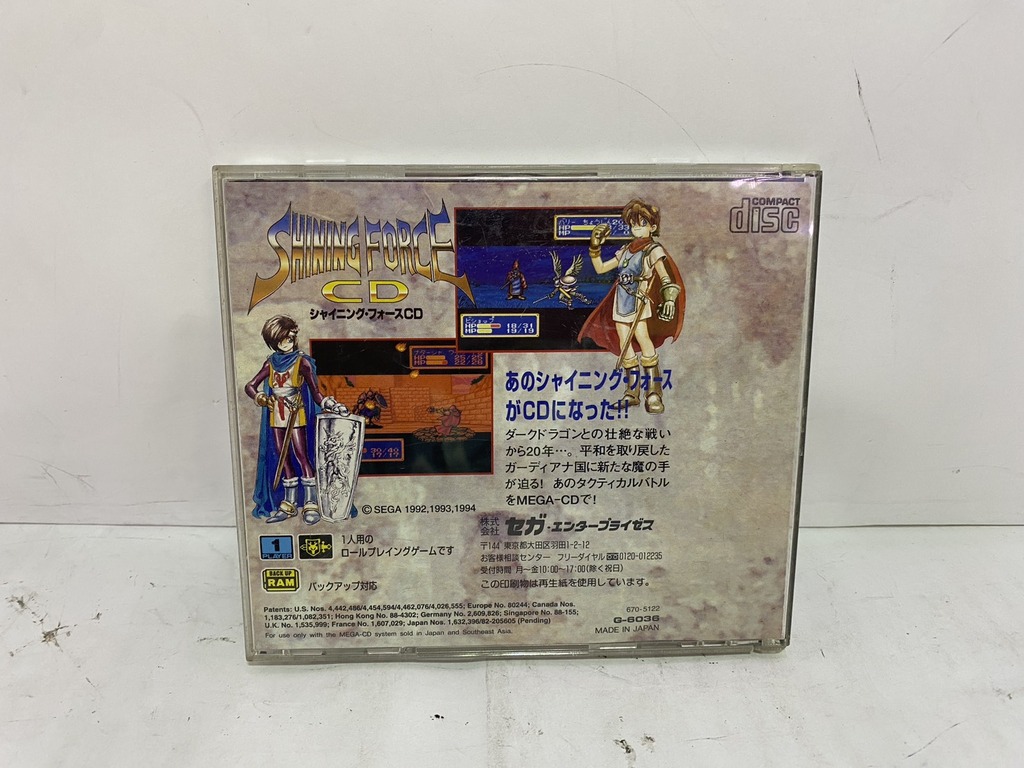 SHINING FORCE
CD
シャイニング・フォースCD
COMPACT
disc
HP
MP
HP 18/31
MP 19/19
あのシャイニング・フォース
がCDになった!!
ダークドラゴンとの壮絶な戦い
から20年…。平和を取り戻した
ガーディアナ国に新たな魔の手
が迫る! あのタクティカルバトル
をMEGA-CDで!
© SEGA 1992,1993,1994
株式会社 セガ・エンタープライゼス
〒144 東京都大田区羽田1-2-12
お客様相談センター フリーダイヤル 0120-012235
受付時間 月〜金10:00〜17:00(除く祝日)
この印刷物は再生紙を使用しています。
1
PLAYER
1人用の
ロールプレイングゲームです
BACK UP
RAM
バックアップ対応
Patents: U.S. Nos. 4,442,486/4,454,594/4,462,076/4,026,555; Europe No. 80244; Canada Nos.
1,183,276/1,082,351; Hong Kong No. 88-4302; Germany No. 2,609,826; Singapore No. 88-155;
U.K. No. 1,535,999; France No. 1,607,029; Japan Nos. 1,632,396/82-205605 (Pending)
For use only with the MEGA-CD system sold in Japan and Southeast Asia.
670-5122
G-6036
MADE IN JAPAN